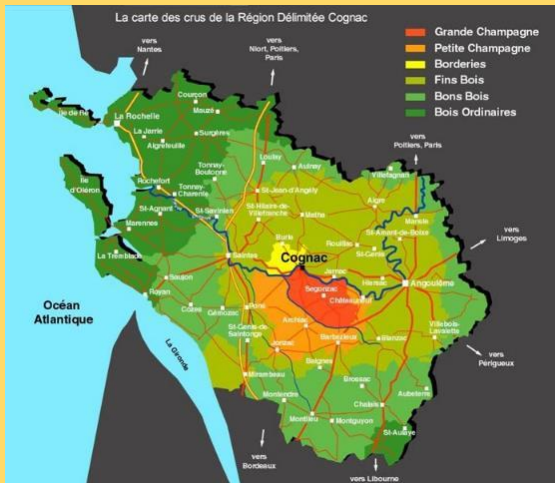 La carte des crus de la Région Délimitée Cognac
Grande Champagne
Petite Champagne
Borderies
Fins Bois
Bons Bois
Bois Ordinaires
vers
Nantes
vers
Niort, Poitiers,
Paris
vers
Poitiers, Paris
vers
Limoges
vers
Périgueux
vers Libourne
vers
Bordeaux
Océan
Atlantique
La Gironde
Ile de Ré
La Rochelle
Courçon
Mauzé
La Jarrie
Surgères
Aigrefeuille
Ile
d'Oléron
Rochefort
Tonnay-
Charente
Tonnay-
Boutonne
Loulay
Aulnay
Villefagnan
St-Jean-d'Angely
St-Agnant
St-Savinien
St-Hilaire-de-
Villefranche
Matha
Aigre
Mansle
Marennes
St-Amant-de-Boixe
Rouillac
St-Genis
Burie
La Tremblade
Saintes
Cognac
Jarnac
Hiersac
Angoulême
Saujon
Segonzac
Châteauneuf
Royan
Cozes
Gémozac
Pons
Archiac
Villebois-
Lavalette
St-Genis-de
Saintonge
Barbezieux
Blanzac
Jonzac
Baignes
Mirambeau
Brossac
Aubeterre
Montendre
Chalais
Montlieu
Montguyon
St-Aulaye